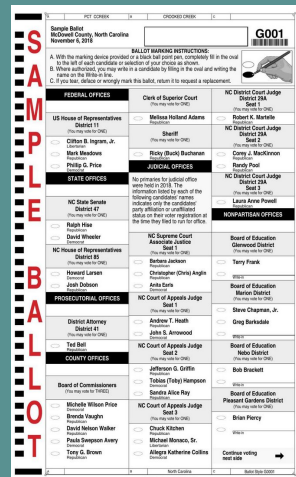 SAMPLE BALLOT
A PCT CREEK B CROOKED CREEK C
Sample Ballot
McDowell County, North Carolina
November 6, 2018
G001
BALLOT MARKING INSTRUCTIONS:
A. With the marking device provided or a black ball point pen, completely fill in the oval
to the left of each candidate or selection of your choice as shown.
B. Where authorized, you may write in a candidate by filling in the oval and writing the
name on the Write-in line.
C. If you tear, deface or wrongly mark this ballot, return it to request a replacement.
FEDERAL OFFICES
US House of Representatives
District 11
(You may vote for ONE)
Clifton B. Ingram, Jr.
Libertarian
Mark Meadows
Republican
Phillip G. Price
Democrat
STATE OFFICES
NC State Senate
District 47
(You may vote for ONE)
Ralph Hise
Republican
David Wheeler
Democrat
NC House of Representatives
District 85
(You may vote for ONE)
Howard Larsen
Democrat
Josh Dobson
Republican
PROSECUTORIAL OFFICES
District Attorney
District 41
(You may vote for ONE)
Ted Bell
Republican
COUNTY OFFICES
Board of Commissioners
(You may vote for THREE)
Michelle Wilson Price
Democrat
Brenda Vaughn
Republican
David Nelson Walker
Republican
Paula Swepson Avery
Democrat
Tony G. Brown
Republican
Clerk of Superior Court
(You may vote for ONE)
Melissa Holland Adams
Republican
Sheriff
(You may vote for ONE)
Ricky (Buck) Buchanan
Republican
JUDICIAL OFFICES
No primaries for judicial office
were held in 2018. The
information listed by each of the
following candidates' names
indicates only the candidates'
party affiliation or unaffiliated
status on their voter registration at
the time they filed to run for office.
NC Supreme Court
Associate Justice
Seat 1
(You may vote for ONE)
Barbara Jackson
Republican
Christopher (Chris) Anglin
Republican
Anita Earls
Democrat
NC Court of Appeals Judge
Seat 1
(You may vote for ONE)
Andrew T. Heath
Republican
John S. Arrowood
Democrat
NC Court of Appeals Judge
Seat 2
(You may vote for ONE)
Jefferson G. Griffin
Republican
Tobias (Toby) Hampson
Democrat
Sandra Alice Ray
Republican
NC Court of Appeals Judge
Seat 3
(You may vote for ONE)
Chuck Kitchen
Republican
Michael Monaco, Sr.
Libertarian
Allegra Katherine Collins
Democrat
NC District Court Judge
District 29A
Seat 1
(You may vote for ONE)
Robert K. Martelle
Republican
NC District Court Judge
District 29A
Seat 2
(You may vote for ONE)
Corey J. MacKinnon
Republican
Randy Pool
Republican
NC District Court Judge
District 29A
Seat 3
(You may vote for ONE)
Laura Anne Powell
Republican
NONPARTISAN OFFICES
Board of Education
Glenwood District
(You may vote for ONE)
Terry Frank
Write-in
Board of Education
Marion District
(You may vote for ONE)
Steve Chapman, Jr.
Greg Barksdale
Write-in
Board of Education
Nebo District
(You may vote for ONE)
Bob Brackett
Write-in
Board of Education
Pleasant Gardens District
(You may vote for ONE)
Brian Piercy
Write-in
Continue voting
next side
A B North Carolina C Ballot Style G0001